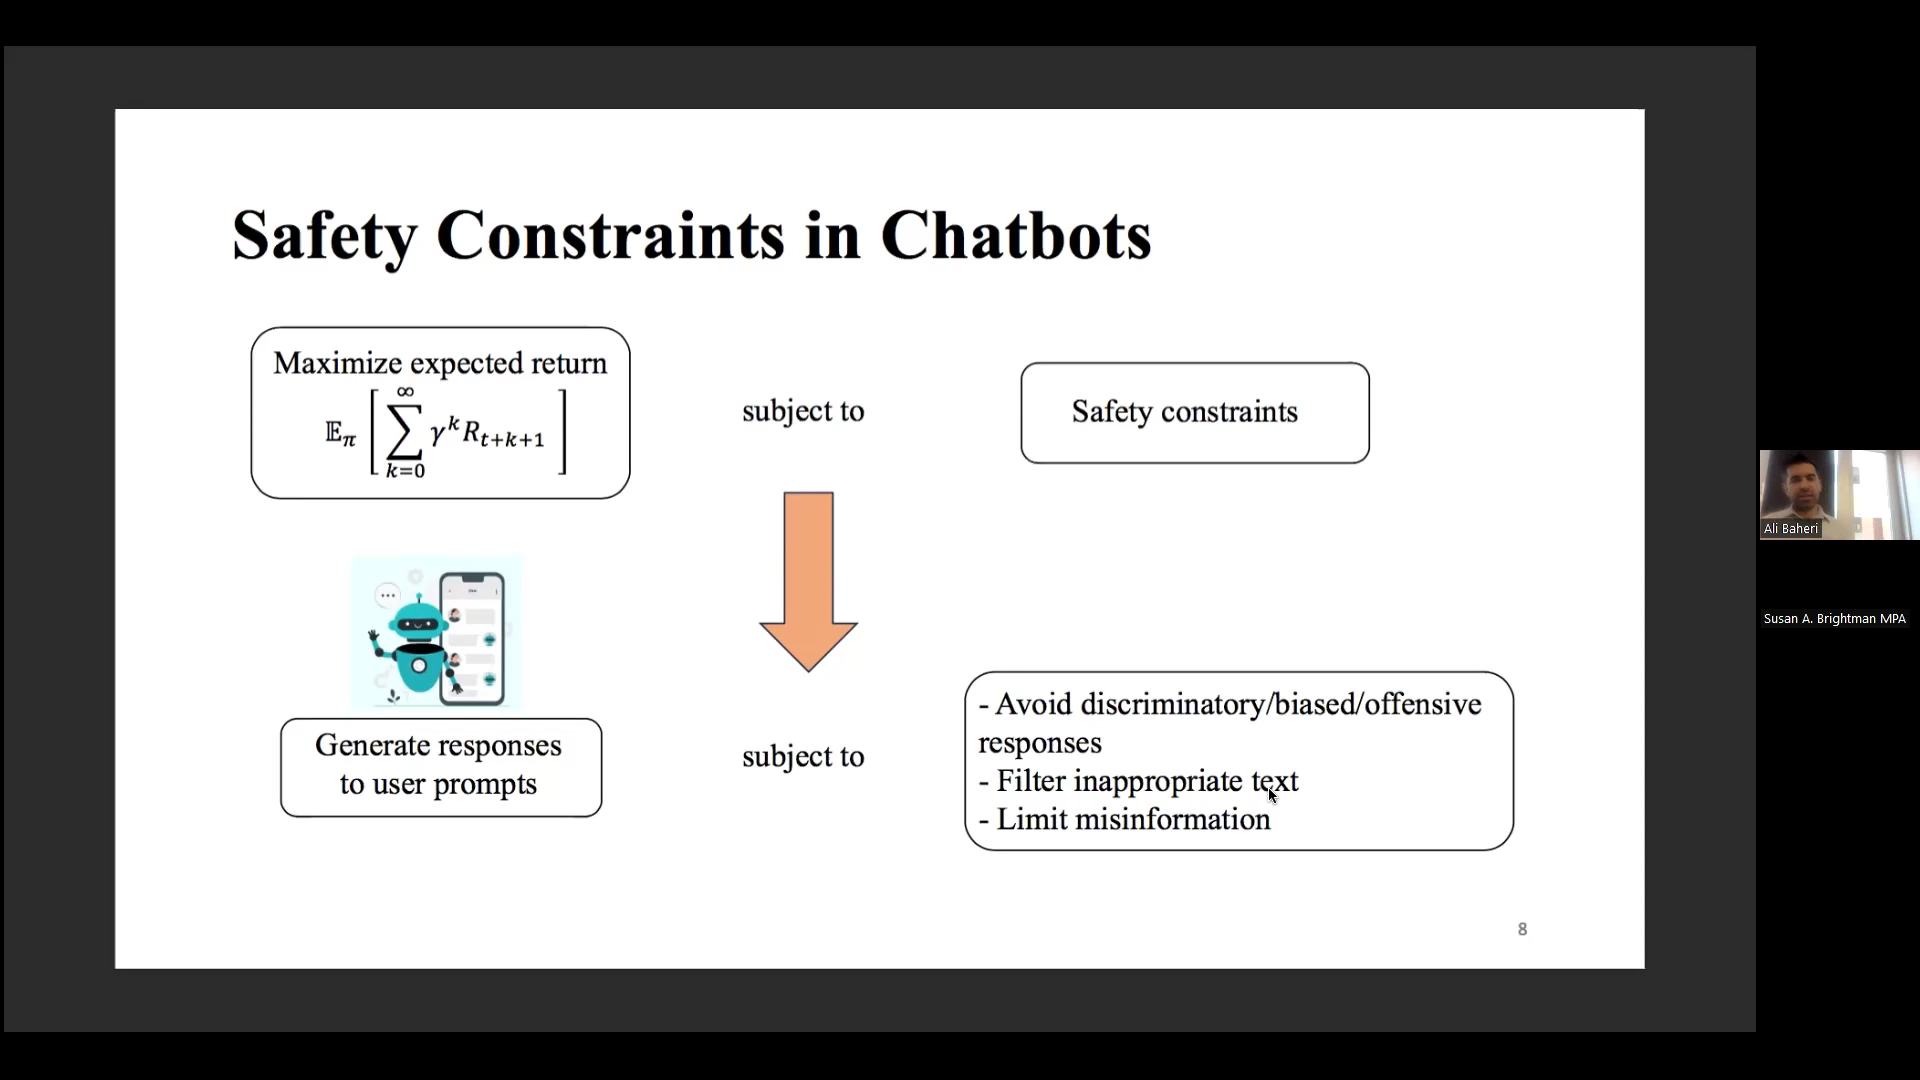 Safety Constraints in Chatbots
Maximize expected return
𝔼π [ ∞ ∑ k=0 γ^k R_{t+k+1} ]
subject to
Safety constraints
Generate responses
to user prompts
subject to
- Avoid discriminatory/biased/offensive
responses
- Filter inappropriate text
- Limit misinformation
8
Ali Baheri
Susan A. Brightman MPA